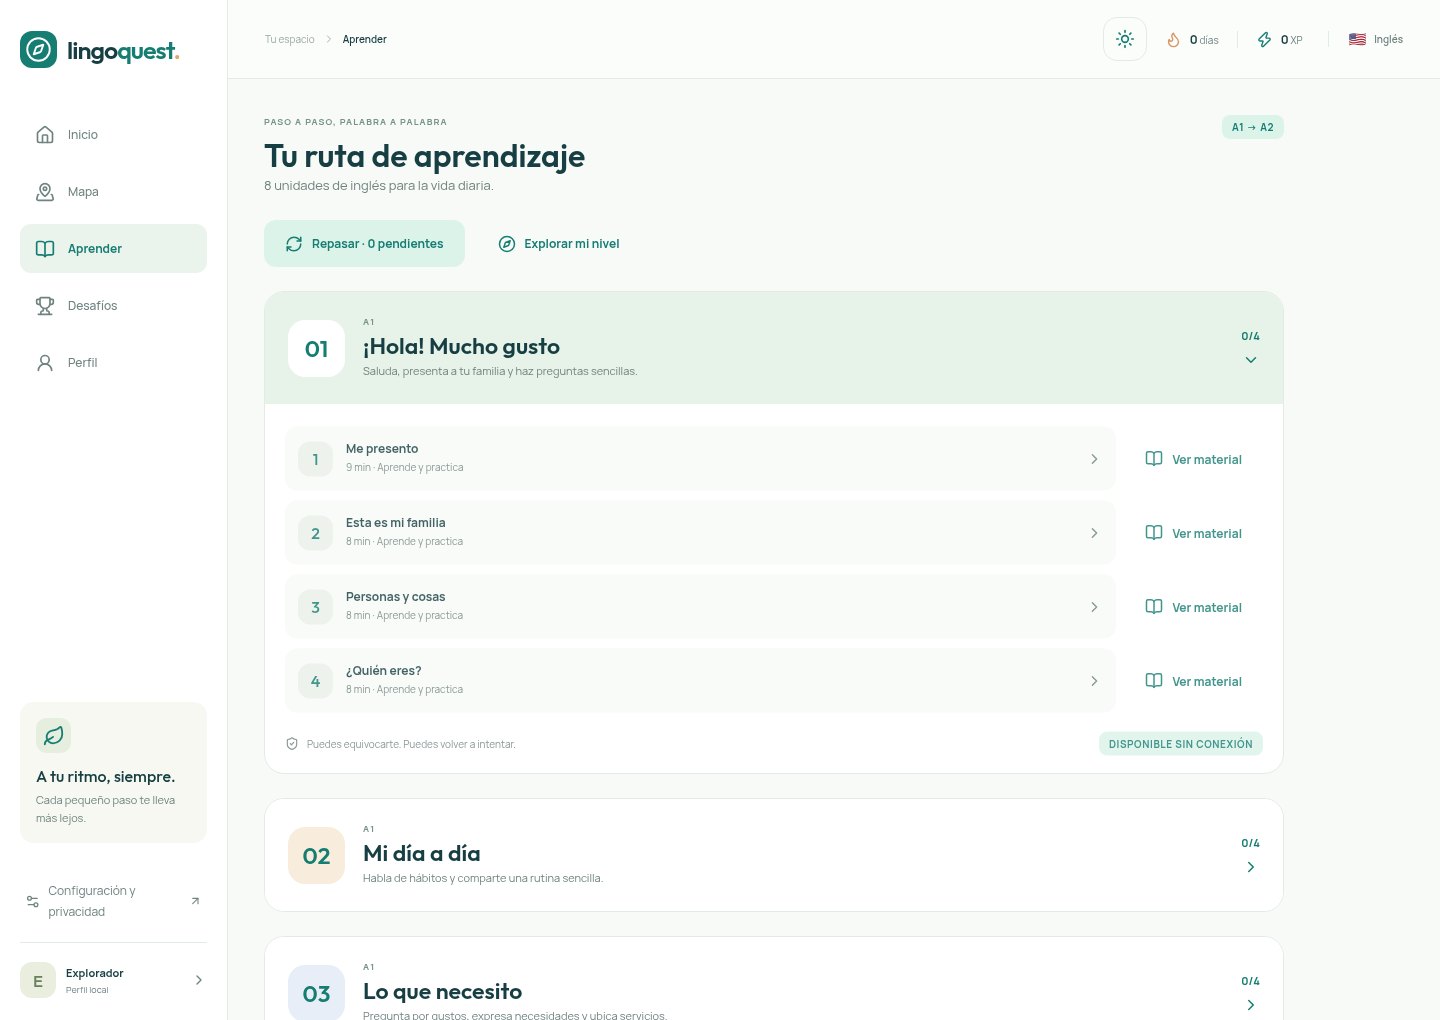 lingoquest.
Inicio
Mapa
Aprender
Desafíos
Perfil
A tu ritmo, siempre.
Cada pequeño paso te lleva
más lejos.
Configuración y
privacidad
E
Explorador
Perfil local
Tu espacio
Aprender
0 días
0 XP
Inglés
PASO A PASO, PALABRA A PALABRA
Tu ruta de aprendizaje
8 unidades de inglés para la vida diaria.
A1 → A2
Repasar · 0 pendientes
Explorar mi nivel
01
A1
¡Hola! Mucho gusto
Saluda, presenta a tu familia y haz preguntas sencillas.
0/4
1
Me presento
9 min · Aprende y practica
Ver material
2
Esta es mi familia
8 min · Aprende y practica
Ver material
3
Personas y cosas
8 min · Aprende y practica
Ver material
4
¿Quién eres?
8 min · Aprende y practica
Ver material
Puedes equivocarte. Puedes volver a intentar.
DISPONIBLE SIN CONEXIÓN
02
A1
Mi día a día
Habla de hábitos y comparte una rutina sencilla.
0/4
03
A1
Lo que necesito
Pregunta por gustos, expresa necesidades y ubica servicios.
0/4